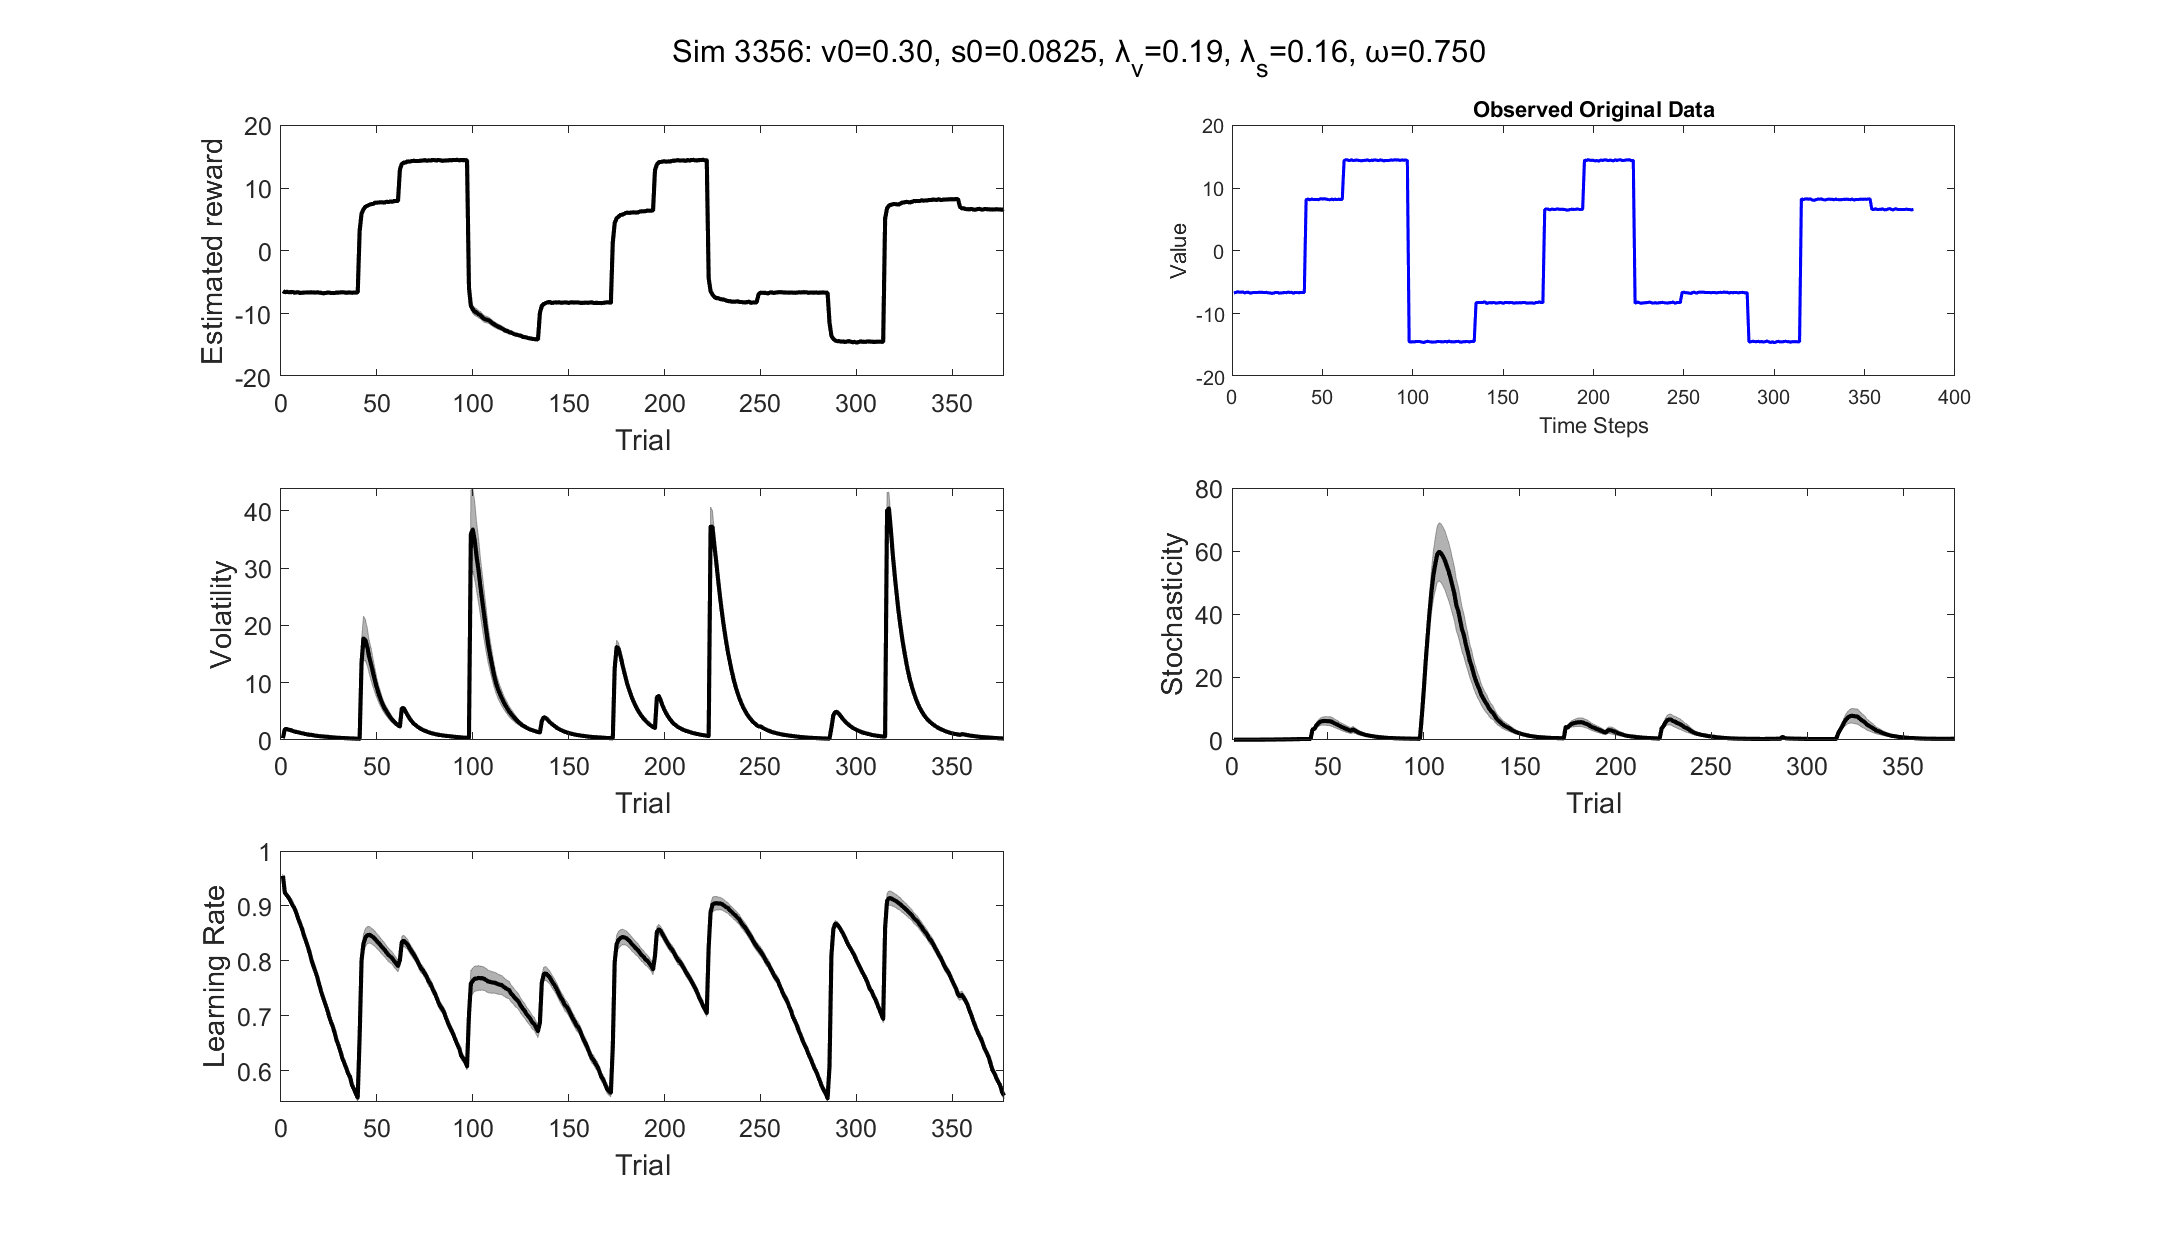 Sim 3356: v0=0.30, s0=0.0825, λ_v=0.19, λ_s=0.16, ω=0.750
Estimated reward
20
10
0
-10
-20
0 50 100 150 200 250 300 350
Trial
Observed Original Data
Value
20
10
0
-10
-20
0 50 100 150 200 250 300 350 400
Time Steps
Volatility
40
30
20
10
0
0 50 100 150 200 250 300 350
Trial
Stochasticity
80
60
40
20
0
0 50 100 150 200 250 300 350
Trial
Learning Rate
1
0.9
0.8
0.7
0.6
0 50 100 150 200 250 300 350
Trial